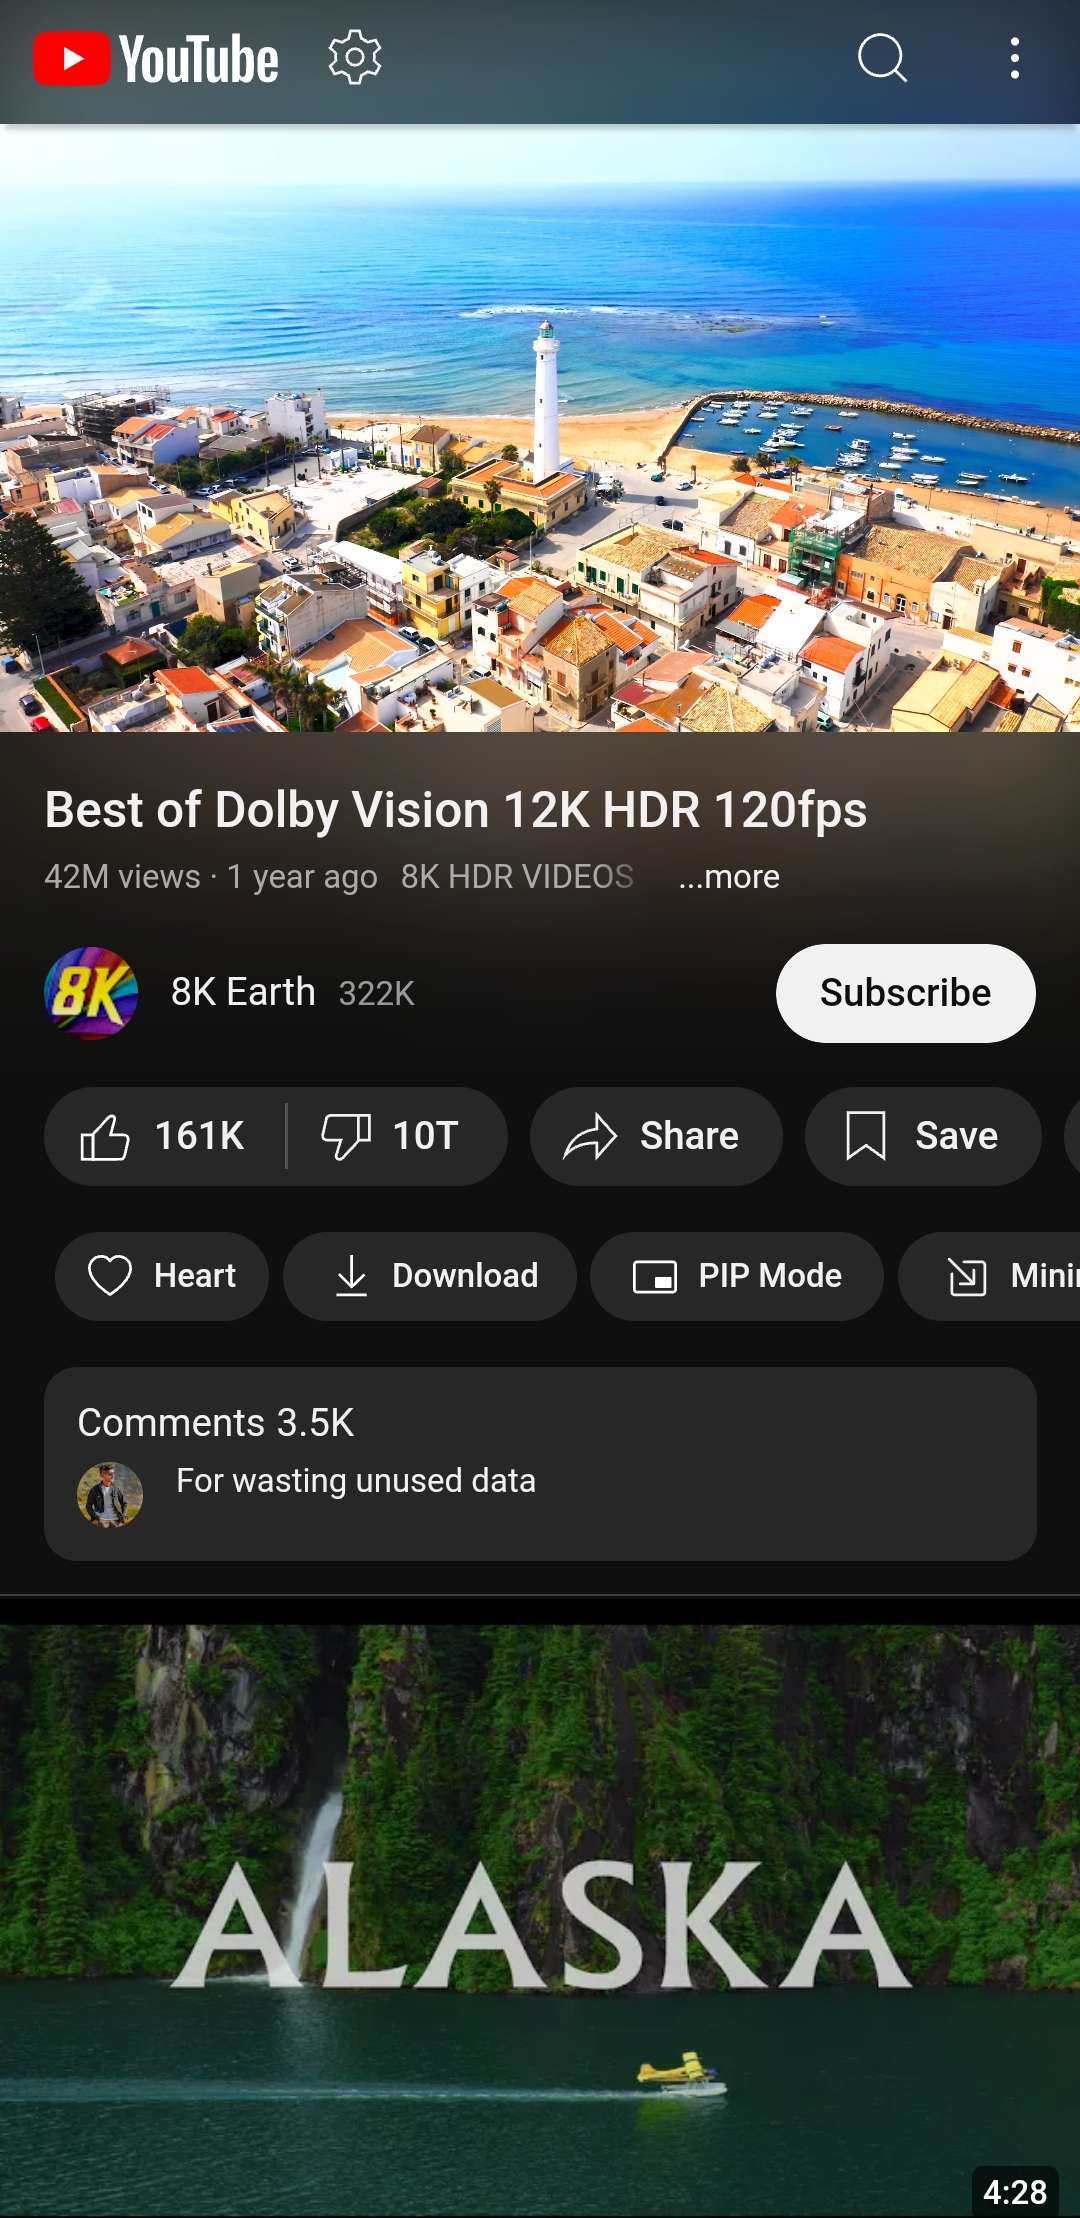 YouTube
Best of Dolby Vision 12K HDR 120fps
42M views · 1 year ago 8K HDR VIDEOS ...more
8K
8K Earth 322K
Subscribe
161K 10T Share Save
Heart Download PIP Mode Mini
Comments 3.5K
For wasting unused data
ALASKA
4:28